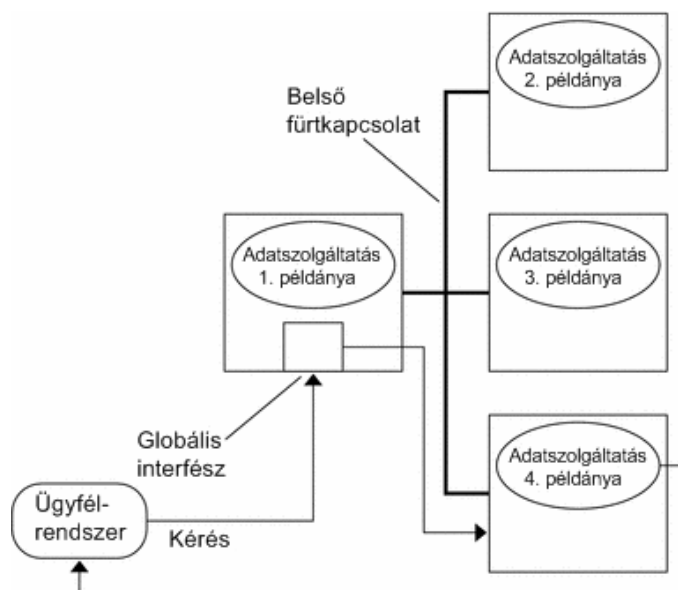 Adatszolgáltatás
2. példánya
Belső
fürtkapcsolat
Adatszolgáltatás
1. példánya
Adatszolgáltatás
3. példánya
Globális
interfész
Adatszolgáltatás
4. példánya
Ügyfél-
rendszer
Kérés